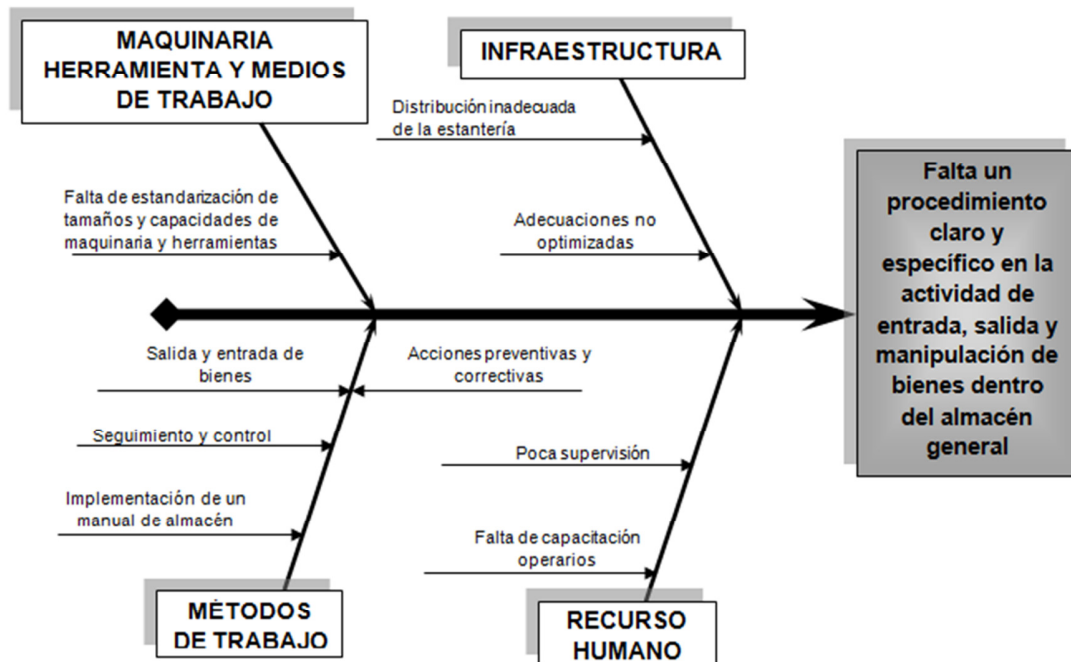 MAQUINARIA
HERRAMIENTA Y MEDIOS
DE TRABAJO
INFRAESTRUCTURA
Distribución inadecuada
de la estantería
Falta de estandarización de
tamaños y capacidades de
maquinaria y herramientas
Adecuaciones no
optimizadas
Falta un
procedimiento
claro y
específico en la
actividad de
entrada, salida y
manipulación de
bienes dentro
del almacén
general
Salida y entrada de
bienes
Acciones preventivas y
correctivas
Seguimiento y control
Implementación de un
manual de almacén
Poca supervisión
Falta de capacitación
operarios
MÉTODOS
DE TRABAJO
RECURSO
HUMANO